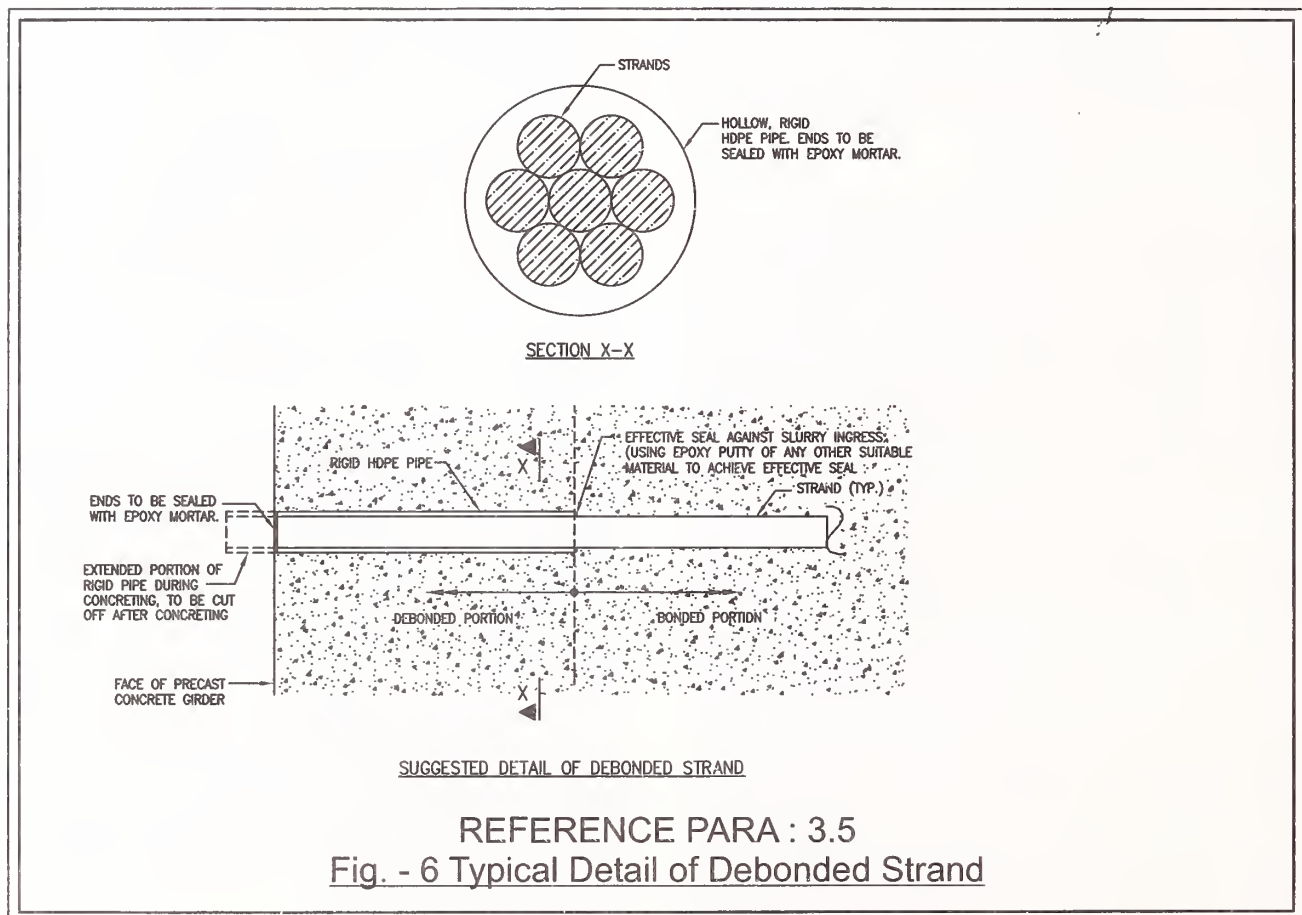 STRANDS
HOLLOW, RIGID
HDPE PIPE. ENDS TO BE
SEALED WITH EPOXY MORTAR.
SECTION X-X
EFFECTIVE SEAL AGAINST SLURRY INGRESS.
(USING EPOXY PUTTY OF ANY OTHER SUITABLE
MATERIAL TO ACHIEVE EFFECTIVE SEAL
X
RIGID HDPE PIPE
STRAND (TYP.)
ENDS TO BE SEALED
WITH EPOXY MORTAR.
EXTENDED PORTION OF
RIGID PIPE DURING
CONCRETING, TO BE CUT
OFF AFTER CONCRETING
DEBONDED PORTION
BONDED PORTION
FACE OF PRECAST
CONCRETE GIRDER
X
SUGGESTED DETAIL OF DEBONDED STRAND
REFERENCE PARA : 3.5
Fig. - 6 Typical Detail of Debonded Strand